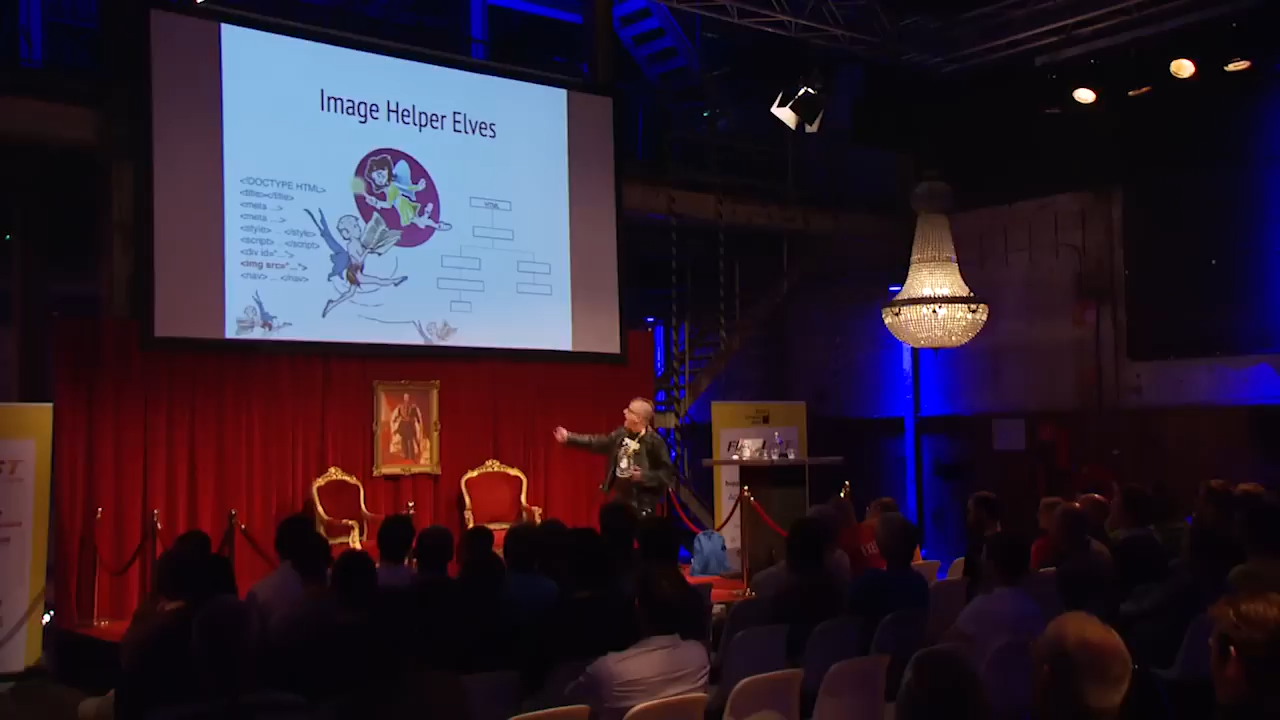 Image Helper Elves
<!DOCTYPE HTML>
<title></title>
<meta ...>
<meta ...>
<style> ... </style>
<script> ... </script>
<div id="...">
<img src="...">
<nav> ... </nav>
HTML